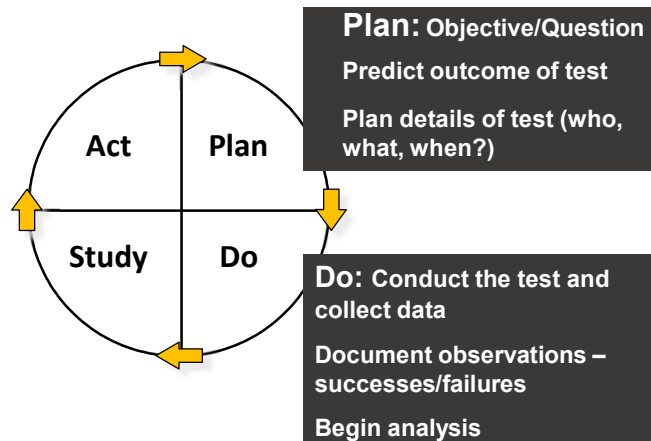 Act
Plan
Study
Do
Plan: Objective/Question
Predict outcome of test
Plan details of test (who,
what, when?)
Do: Conduct the test and
collect data
Document observations –
successes/failures
Begin analysis